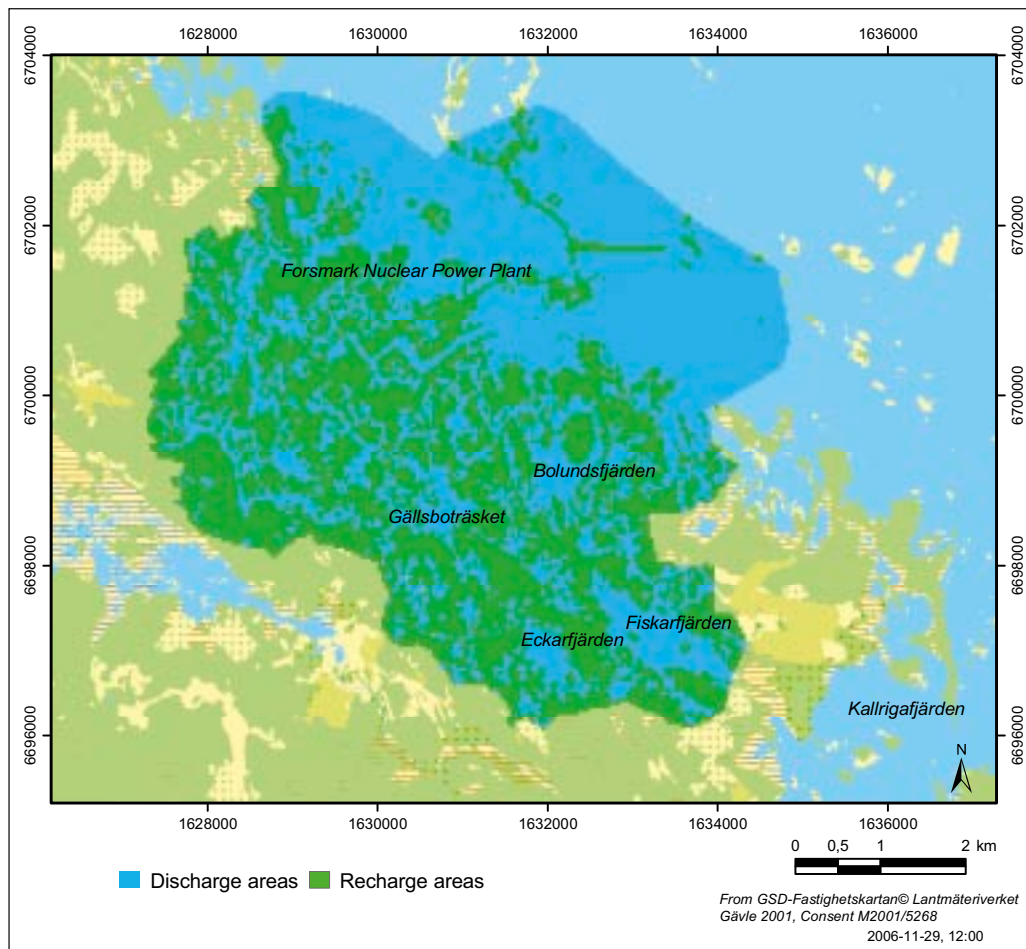 1628000 1630000 1632000 1634000 1636000
6704000 6704000
6702000 6702000
Forsmark Nuclear Power Plant
6700000 6700000
Bolundsfjärden
Gällsboträsket
6698000 6698000
Fiskarfjärden
Eckarfjärden
Kallrigafjärden
6696000 6696000
N
1628000 1630000 1632000 1634000 1636000
0 0,5 1 2 km
Discharge areas Recharge areas
From GSD-Fastighetskartan© Lantmäteriverket
Gävle 2001, Consent M2001/5268
2006-11-29, 12:00